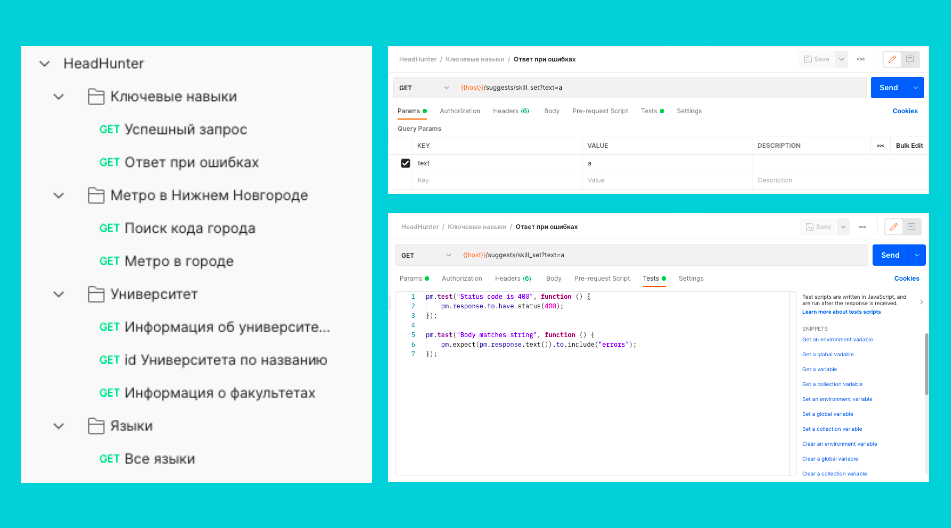 HeadHunter
Ключевые навыки
GET Успешный запрос
GET Ответ при ошибках
Метро в Нижнем Новгороде
GET Поиск кода города
GET Метро в городе
Университет
GET Информация об университе...
GET id Университета по названию
GET Информация о факультетах
Языки
GET Все языки
HeadHunter / Ключевые навыки / Ответ при ошибках Save
GET {{host}}/suggests/skill_set?text=a Send
Params Authorization Headers (6) Body Pre-request Script Tests Settings Cookies
Query Params
KEY VALUE DESCRIPTION Bulk Edit
text a
Key Value Description
HeadHunter / Ключевые навыки / Ответ при ошибках Save
GET {{host}}/suggests/skill_set?text=a Send
Params Authorization Headers (6) Body Pre-request Script Tests Settings Cookies
1 pm.test("Status code is 400", function () {
2 pm.response.to.have.status(400);
3 });
4
5 pm.test("Body matches string", function () {
6 pm.expect(pm.response.text()).to.include("errors");
7 });
Test scripts are written in JavaScript, and
are run after the response is received.
Learn more about tests scripts
SNIPPETS
Get an environment variable
Get a global variable
Get a variable
Get a collection variable
Set an environment variable
Set a global variable
Set a collection variable
Clear an environment variable
Clear a global variable
Clear a collection variable